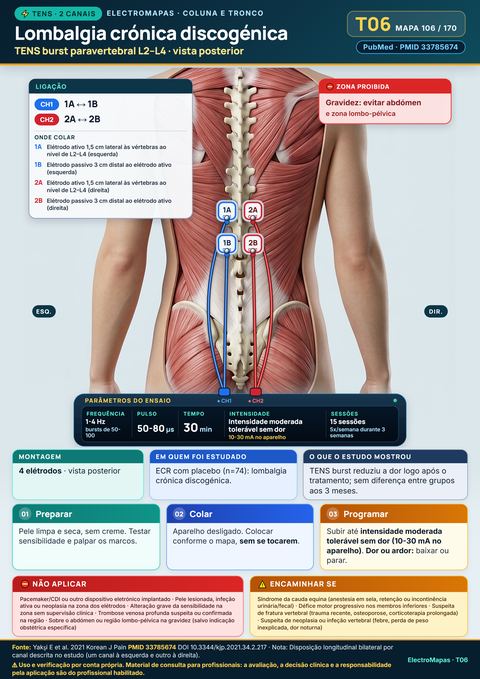 TENS · 2 CANAIS
ELECTROMAPAS · COLUNA E TRONCO
Lombalgia crónica discogénica
TENS burst paravertebral L2–L4 · vista posterior
T06 MAPA 106 / 170
PubMed · PMID 33785674
LIGAÇÃO
CH1 1A ↔ 1B
CH2 2A ↔ 2B
ONDE COLAR
1A Elétrodo ativo 1,5 cm lateral às vértebras ao
nível de L2–L4 (esquerda)
1B Elétrodo passivo 3 cm distal ao elétrodo ativo
(esquerda)
2A Elétrodo ativo 1,5 cm lateral às vértebras ao
nível de L2–L4 (direita)
2B Elétrodo passivo 3 cm distal ao elétrodo ativo
(direita)
ZONA PROIBIDA
Gravidez: evitar abdómen
e zona lombo-pélvica
1A 2A
1B 2B
ESQ.
DIR.
CH1 CH2
PARÂMETROS DO ENSAIO
FREQUÊNCIA
1-4 Hz
bursts de 50-
100
PULSO
50-80 µs
TEMPO
30 min
INTENSIDADE
Intensidade moderada
tolerável sem dor
10-30 mA no aparelho
SESSÕES
15 sessões
5x/semana durante 3
semanas
MONTAGEM
4 elétrodos · vista posterior
EM QUEM FOI ESTUDADO
ECR com placebo (n=74): lombalgia
crónica discogénica.
O QUE O ESTUDO MOSTROU
TENS burst reduziu a dor logo após o
tratamento; sem diferença entre grupos
aos 3 meses.
01 Preparar
Pele limpa e seca, sem creme. Testar
sensibilidade e palpar os marcos.
02 Colar
Aparelho desligado. Colocar
conforme o mapa, sem se tocarem.
03 Programar
Subir até intensidade moderada
tolerável sem dor (10-30 mA no
aparelho). Dor ou ardor: baixar ou
parar.
NÃO APLICAR
Pacemaker/CDI ou outro dispositivo eletrónico implantado · Pele lesionada, infeção
ativa ou neoplasia na zona dos elétrodos · Alteração grave da sensibilidade na
zona sem supervisão clínica · Trombose venosa profunda suspeita ou confirmada
na região · Sobre o abdómen ou região lombo-pélvica na gravidez (salvo indicação
obstétrica específica)
ENCAMINHAR SE
Síndrome da cauda equina (anestesia em sela, retenção ou incontinência
urinária/fecal) · Défice motor progressivo nos membros inferiores · Suspeita
de fratura vertebral (trauma recente, osteoporose, corticoterapia prolongada)
· Suspeita de neoplasia ou infeção vertebral (febre, perda de peso
inexplicada, dor noturna)
Fonte: Yakşi E et al. 2021 Korean J Pain PMID 33785674 DOI 10.3344/kjp.2021.34.2.217 · Nota: Disposição longitudinal bilateral por
canal descrita no estudo (um canal à esquerda e outro à direita).
Uso e verificação por conta própria. Material de consulta para profissionais: a avaliação, a decisão clínica e a responsabilidade
pela aplicação são do profissional habilitado.
ElectroMapas · T06